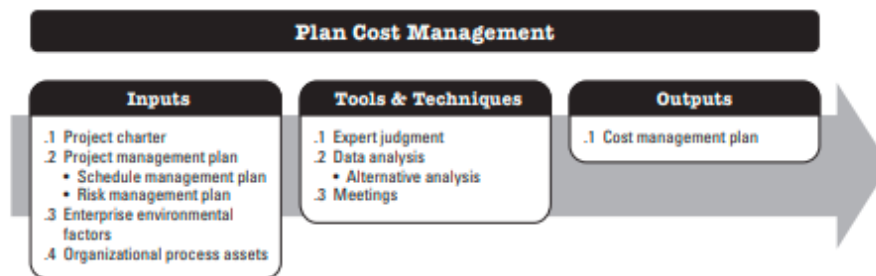 Plan Cost Management
Inputs
.1 Project charter
.2 Project management plan
• Schedule management plan
• Risk management plan
.3 Enterprise environmental
factors
.4 Organizational process assets
Tools & Techniques
.1 Expert judgment
.2 Data analysis
• Alternative analysis
.3 Meetings
Outputs
.1 Cost management plan